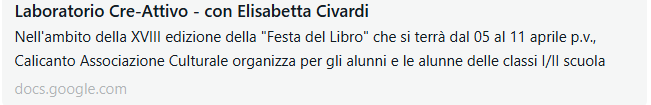 Laboratorio Cre-Attivo - con Elisabetta Civardi
Nell'ambito della XVIII edizione della "Festa del Libro" che si terrà dal 05 al 11 aprile p.v.,
Calicanto Associazione Culturale organizza per gli alunni e le alunne delle classi I/II scuola
docs.google.com